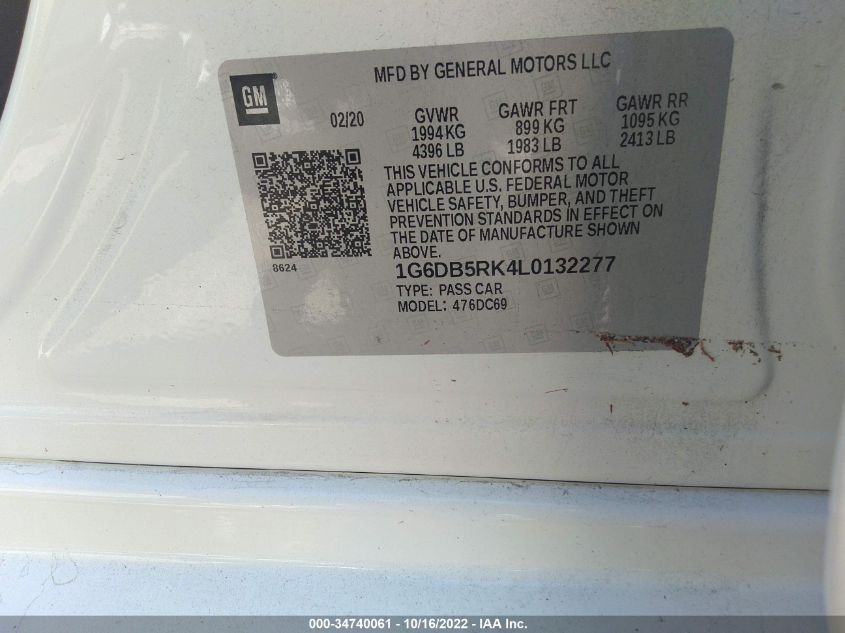 GM
MFD BY GENERAL MOTORS LLC
02/20
GVWR GAWR FRT GAWR RR
1994 KG 899 KG 1095 KG
4396 LB 1983 LB 2413 LB
THIS VEHICLE CONFORMS TO ALL
APPLICABLE U.S. FEDERAL MOTOR
VEHICLE SAFETY, BUMPER, AND THEFT
PREVENTION STANDARDS IN EFFECT ON
THE DATE OF MANUFACTURE SHOWN
ABOVE.
8624
1G6DB5RK4L0132277
TYPE: PASS CAR
MODEL: 476DC69
000-34740061 - 10/16/2022 - IAA Inc.